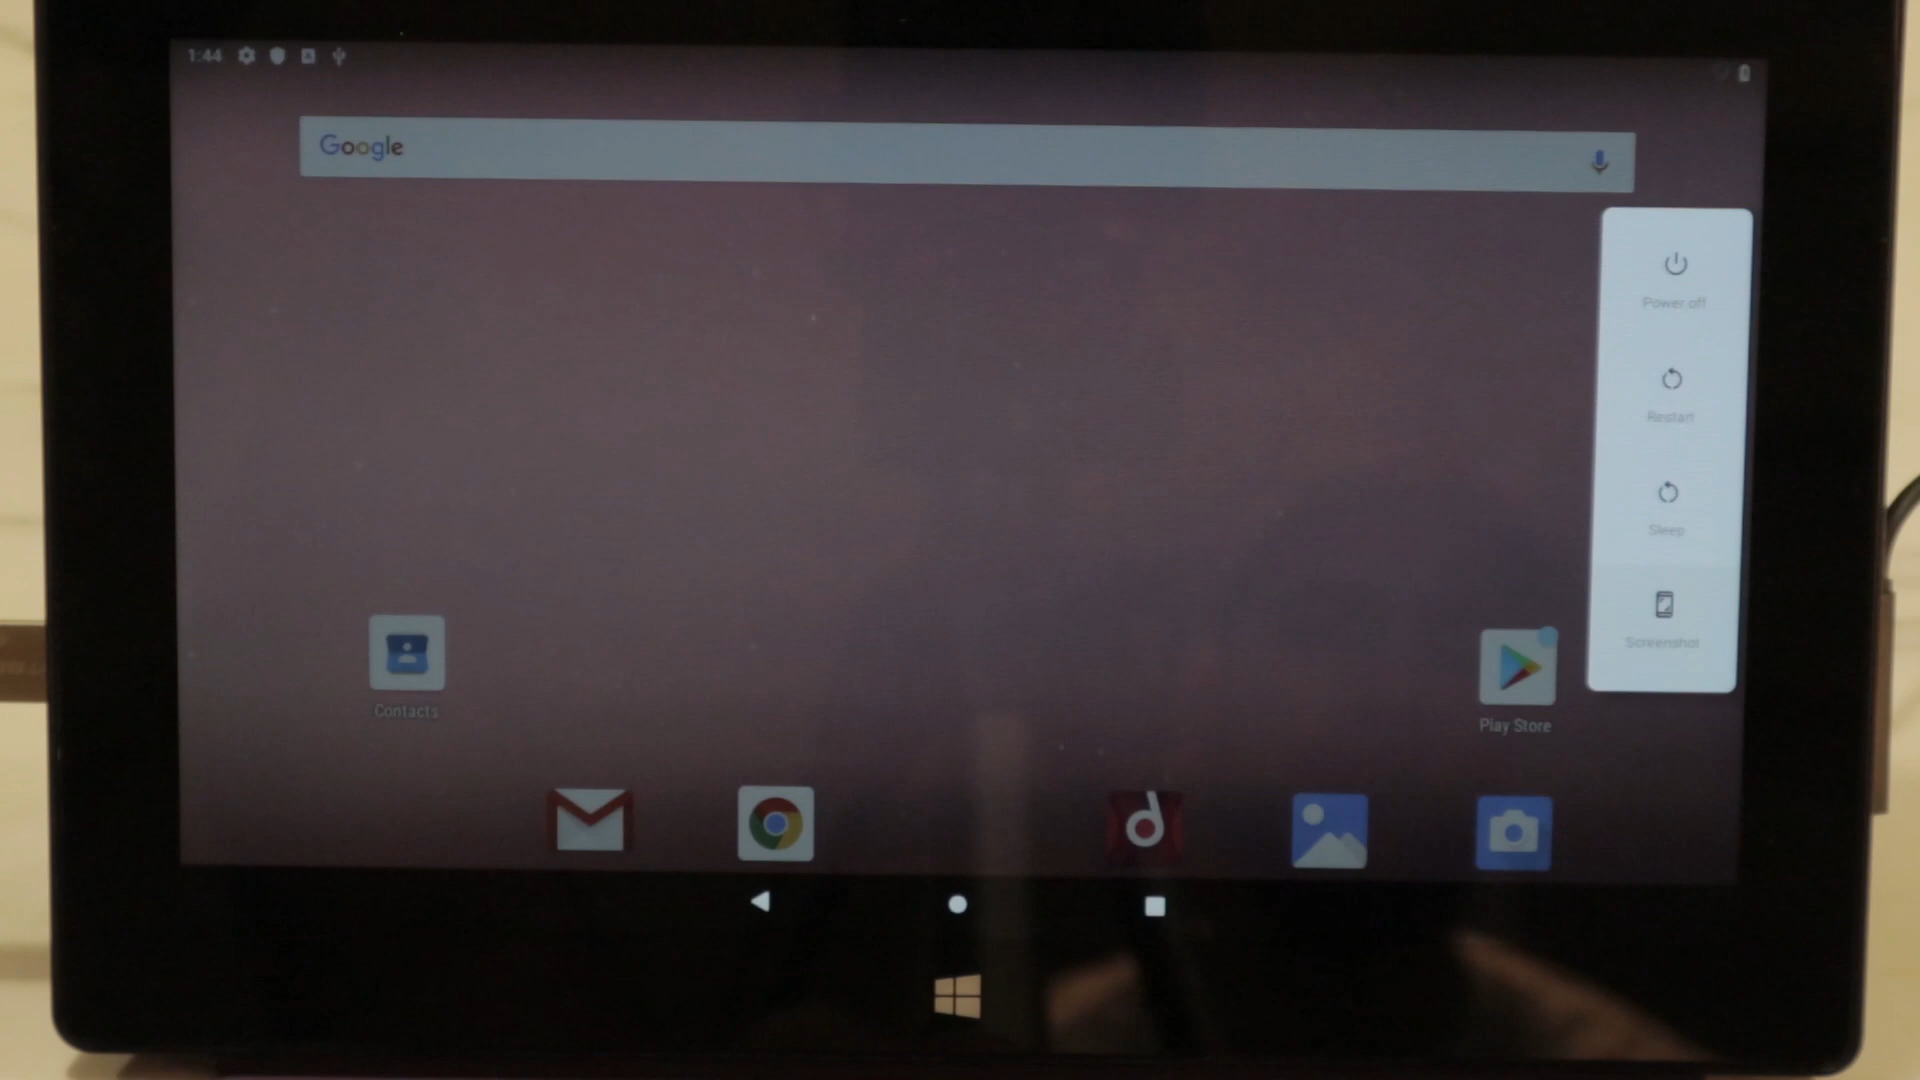 1:44
Google
Power off
Restart
Sleep
Screenshot
Contacts
Play Store